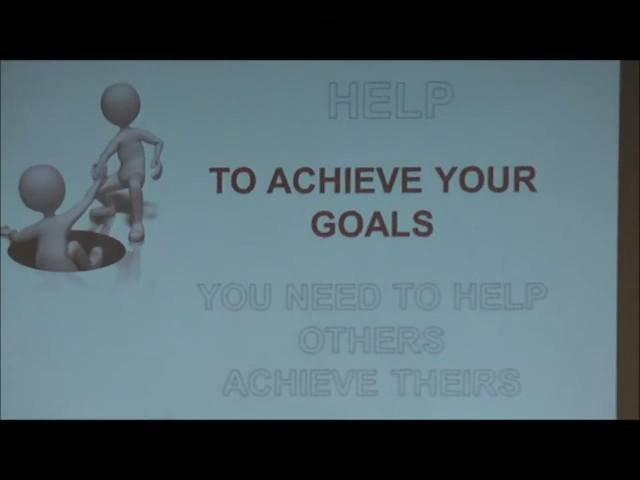 HELP
TO ACHIEVE YOUR
GOALS
YOU NEED TO HELP
OTHERS
ACHIEVE THEIRS